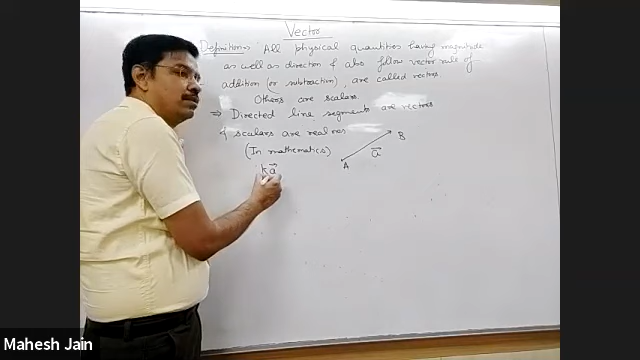 Vector
Definition :- All physical quantities having magnitude
as well as direction & also follow vector rule of
addition (or subtraction), are called vectors.
Others are scalars.
⇒ Directed line segments are vectors
& scalars are real nos.
(In mathematics)
B
a⃗
A
k a⃗
Mahesh Jain